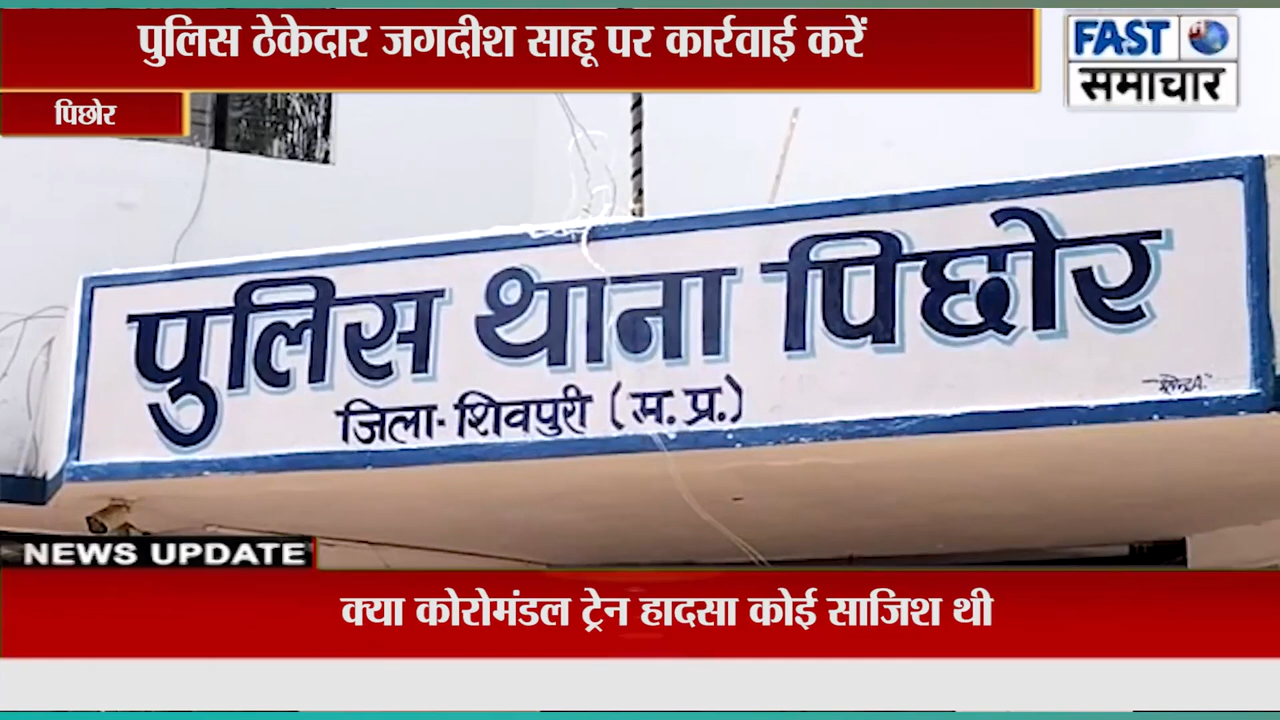 पुलिस ठेकेदार जगदीश साहू पर कार्रवाई करें
FAST
समाचार
पिछोर
पुलिस थाना पिछोर
जिला-शिवपुरी (म.प्र.)
NEWS UPDATE
क्या कोरोमंडल ट्रेन हादसा कोई साजिश थी